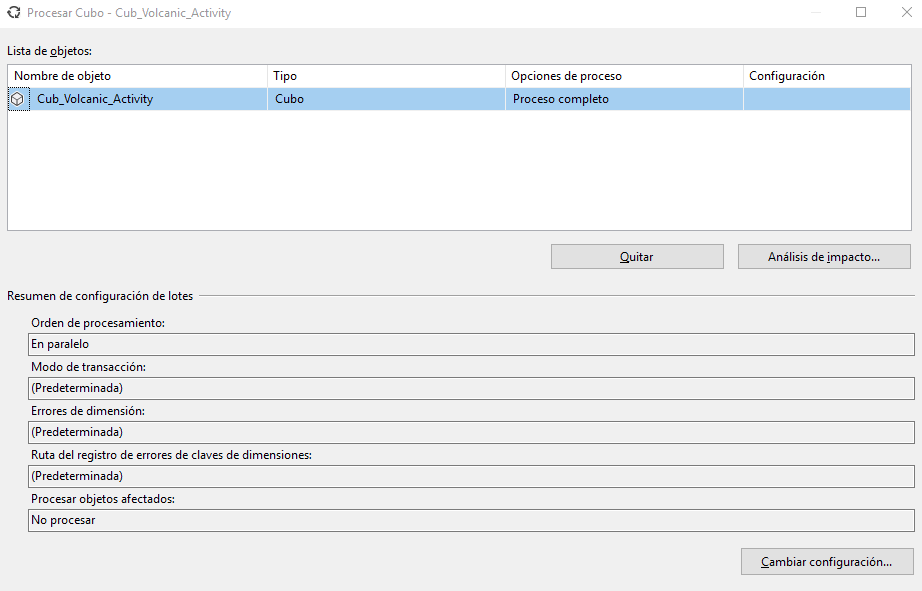 Procesar Cubo - Cub_Volcanic_Activity
Lista de objetos:
Nombre de objeto Tipo Opciones de proceso Configuración
Cub_Volcanic_Activity Cubo Proceso completo
Quitar Análisis de impacto...
Resumen de configuración de lotes
Orden de procesamiento:
En paralelo
Modo de transacción:
(Predeterminada)
Errores de dimensión:
(Predeterminada)
Ruta del registro de errores de claves de dimensiones:
(Predeterminada)
Procesar objetos afectados:
No procesar
Cambiar configuración...